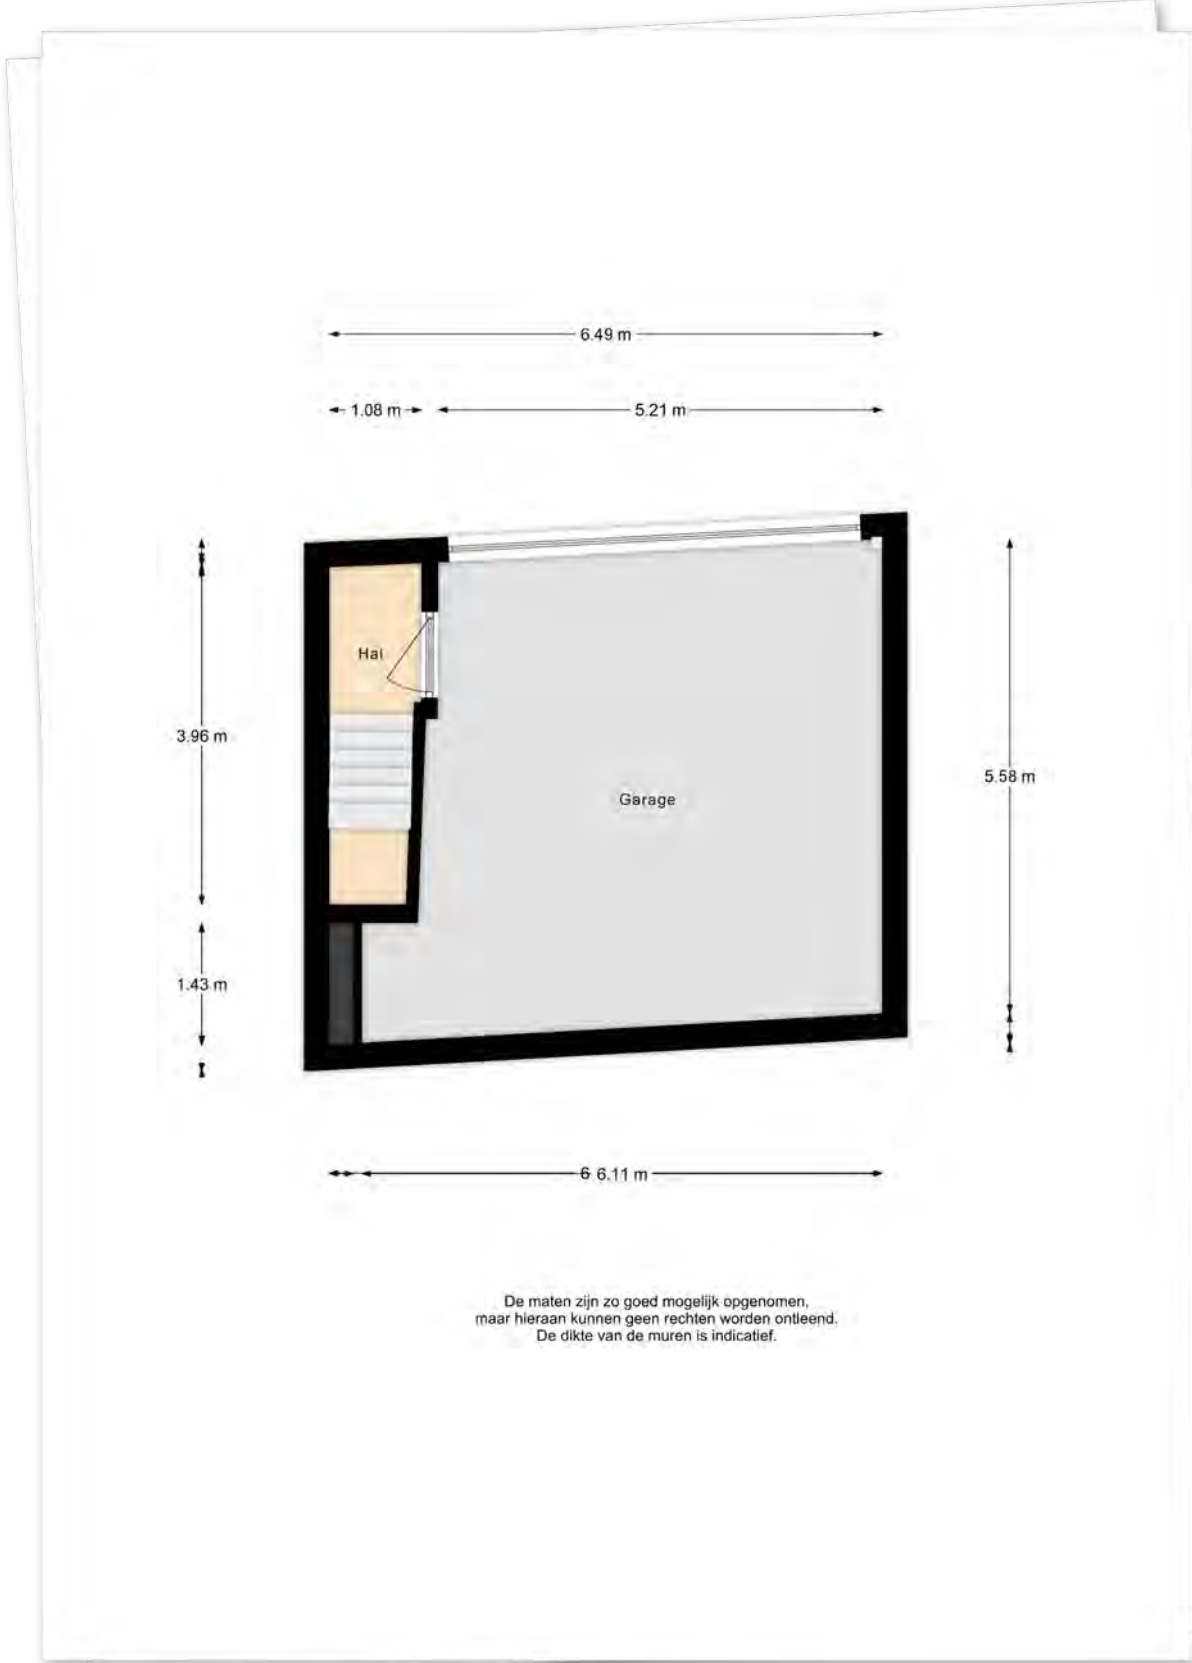 6.49 m
1.08 m
5.21 m
Hal
3.96 m
Garage
5.58 m
1.43 m
6 6.11 m
De maten zijn zo goed mogelijk opgenomen,
maar hieraan kunnen geen rechten worden ontleend.
De dikte van de muren is indicatief.